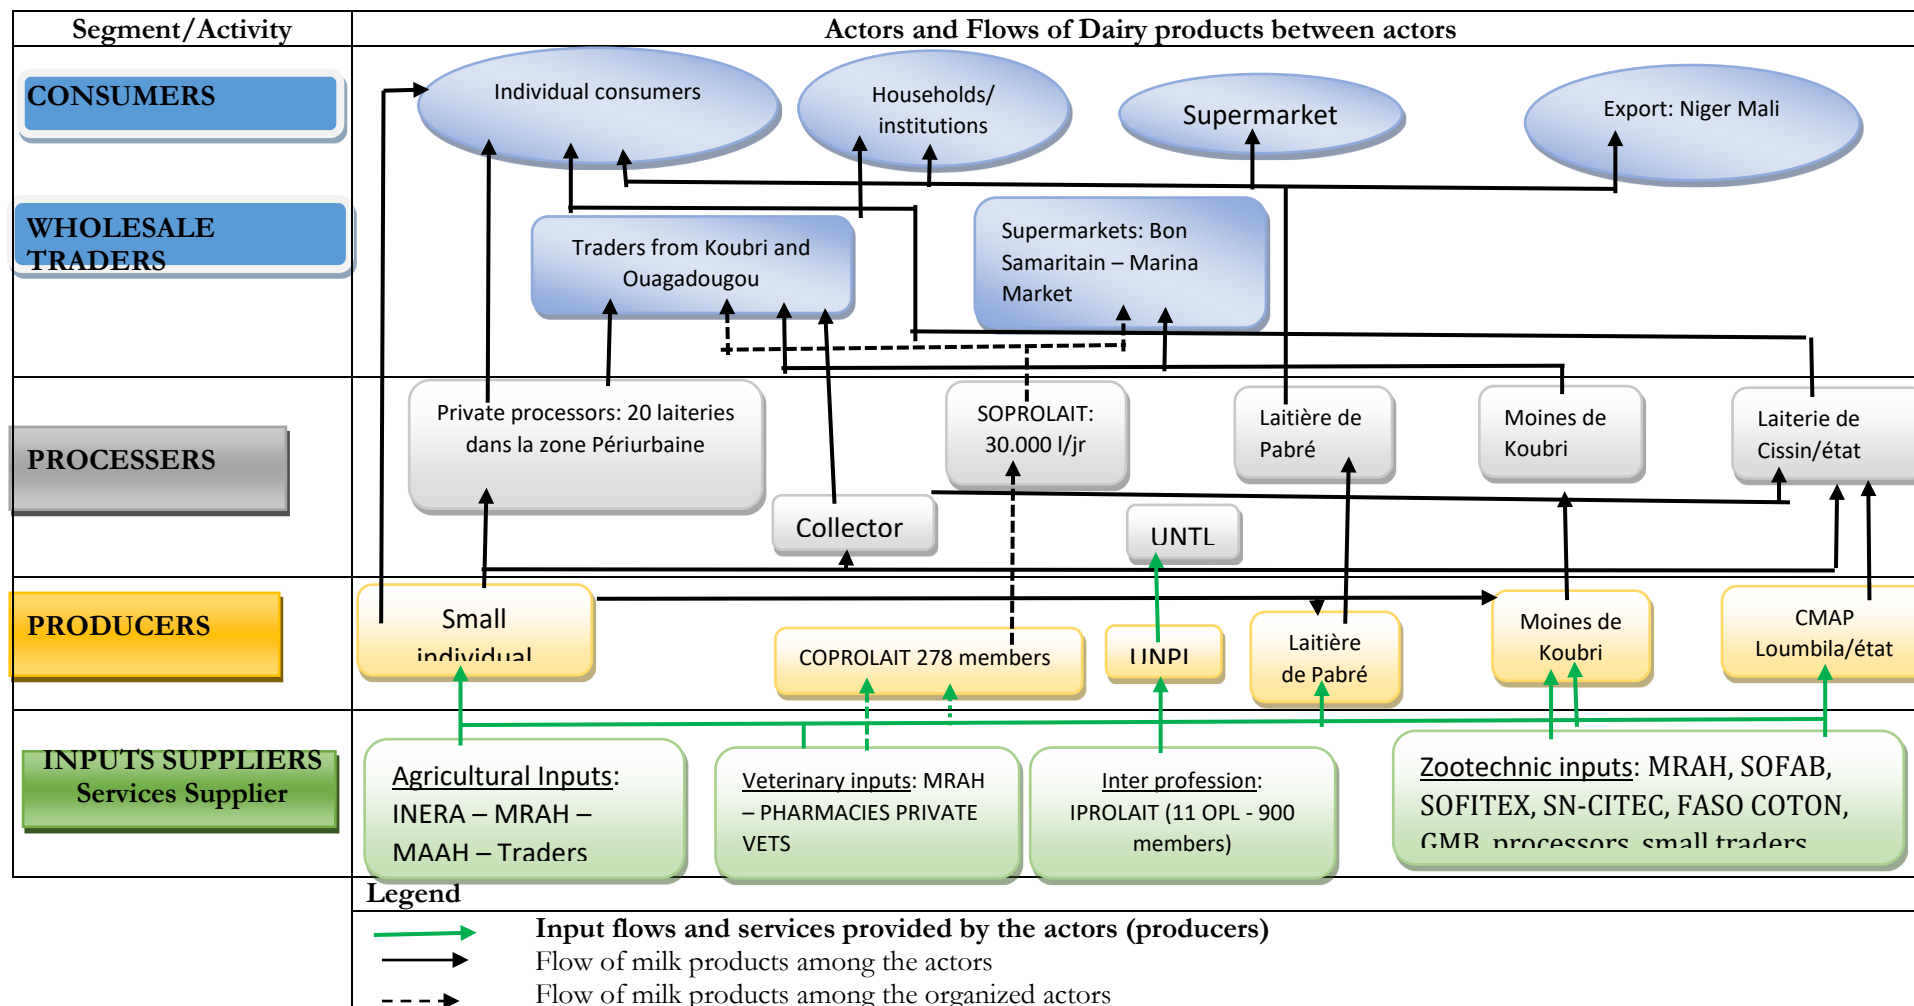 Segment/Activity
Actors and Flows of Dairy products between actors
CONSUMERS
Individual consumers
Households/
institutions
Supermarket
Export: Niger Mali
WHOLESALE
TRADERS
Traders from Koubri and
Ouagadougou
Supermarkets: Bon
Samaritain – Marina
Market
PROCESSERS
Private processors: 20 laiteries
dans la zone Périurbaine
SOPROLAIT:
30.000 l/jr
Laitière de
Pabré
Moines de
Koubri
Laiterie de
Cissin/état
Collector
UNTL
PRODUCERS
Small
individual
COPROLAIT 278 members
UNPL
Laitière
de Pabré
Moines de
Koubri
CMAP
Loumbila/état
INPUTS SUPPLIERS
Services Supplier
Agricultural Inputs:
INERA – MRAH –
MAAH – Traders
Veterinary inputs: MRAH
– PHARMACIES PRIVATE
VETS
Inter profession:
IPROLAIT (11 OPL - 900
members)
Zootechnic inputs: MRAH, SOFAB,
SOFITEX, SN-CITEC, FASO COTON,
GMB, processors, small traders
Legend
Input flows and services provided by the actors (producers)
Flow of milk products among the actors
Flow of milk products among the organized actors